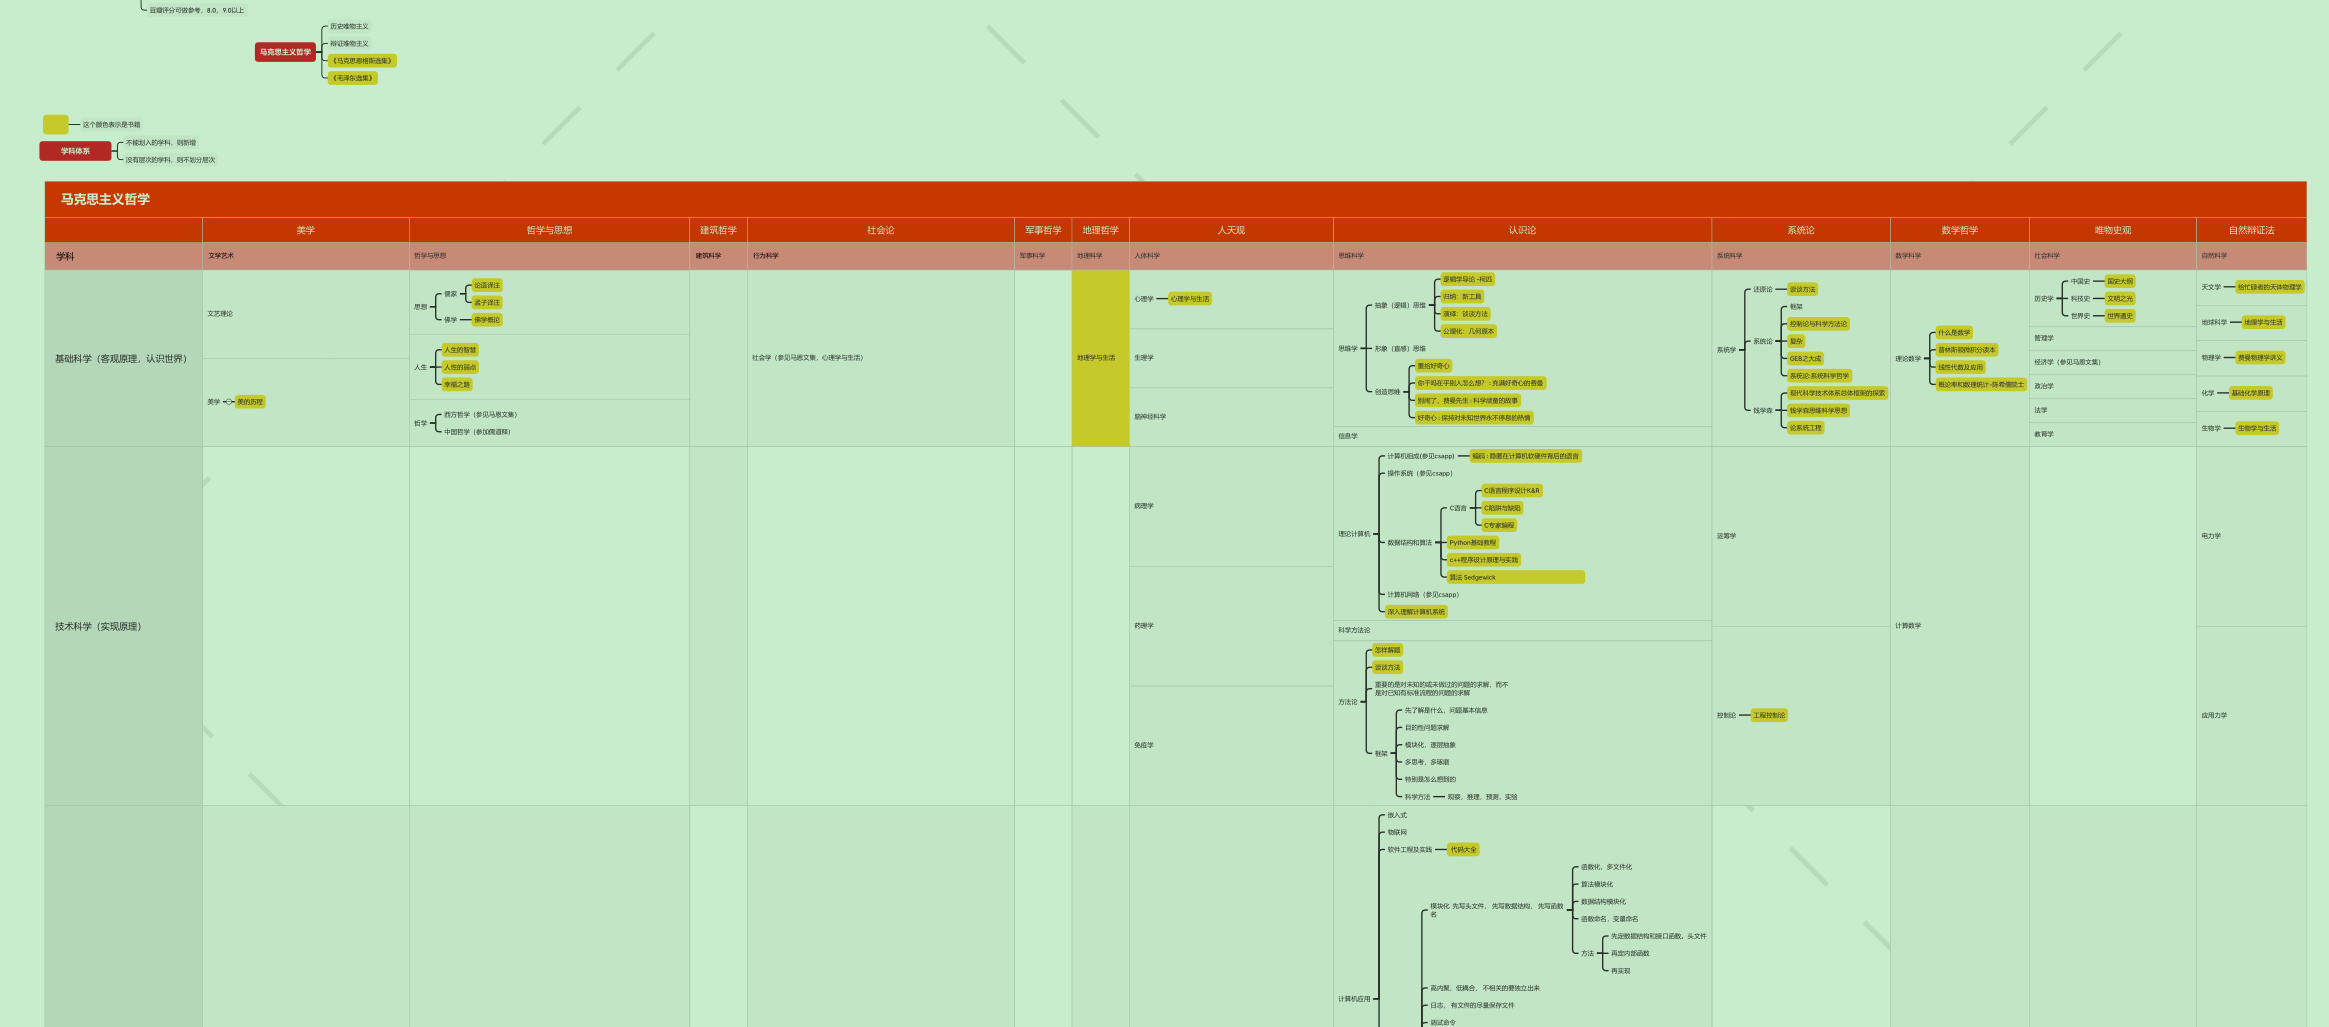 豆瓣评分可做参考，8.0，9.0以上
马克思主义哲学
历史唯物主义
辩证唯物主义
《马克思恩格斯选集》
《毛泽东选集》
这个颜色表示是书籍
学科体系
不能划入的学科，则新增
没有层次的学科，则不划分层次
马克思主义哲学
美学
哲学与思想
建筑哲学
社会论
军事哲学
地理哲学
人天观
认识论
系统论
数学哲学
唯物史观
自然辩证法
学科
文学艺术
哲学与思想
建筑科学
行为科学
军事科学
地理科学
人体科学
思维科学
系统科学
数学科学
社会科学
自然科学
基础科学（客观原理，认识世界）
文艺理论
美学
美的历程
思想
儒家
论语译注
孟子译注
佛学
佛学概论
人生
人生的智慧
人性的弱点
幸福之路
哲学
西方哲学（参见马恩文集）
中国哲学（参加儒道释）
社会学（参见马恩文集，心理学与生活）
地理学与生活
心理学
心理学与生活
生理学
脑神经科学
思维学
抽象（逻辑）思维
逻辑学导论 -柯匹
归纳：新工具
演绎：谈谈方法
公理化：几何原本
形象（直感）思维
创造思维
重拾好奇心
你干吗在乎别人怎么想？：充满好奇心的费曼
别闹了，费曼先生 : 科学顽童的故事
好奇心 : 保持对未知世界永不停息的热情
信息学
系统学
还原论
谈谈方法
系统论
框架
控制论与科学方法论
复杂
GEB之大成
系统论:系统科学哲学
钱学森
现代科学技术体系总体框架的探索
钱学森思维科学思想
论系统工程
理论数学
什么是数学
普林斯顿微积分读本
线性代数及应用
概论率和数理统计-陈希儒院士
历史学
中国史
国史大纲
科技史
文明之光
世界史
世界通史
管理学
经济学（参见马恩文集）
政治学
法学
教育学
天文学
给忙碌者的天体物理学
地球科学
地理学与生活
物理学
费曼物理学讲义
化学
基础化学原理
生物学
生物学与生活
技术科学（实现原理）
病理学
药理学
免疫学
理论计算机
计算机组成(参见csapp)
编码 : 隐匿在计算机软硬件背后的语言
操作系统（参见csapp）
数据结构和算法
C语言
C语言程序设计K&R
C陷阱与缺陷
C专家编程
Python基础教程
c++程序设计原理与实践
算法 Sedgewick
计算机网络（参见csapp）
深入理解计算机系统
科学方法论
方法论
怎样解题
谈谈方法
重要的是对未知的或未做过的问题的求解，而不
是对已知有标准流程的问题的求解
框架
先了解是什么，问题基本信息
目的性问题求解
模块化，逐层抽象
多思考，多琢磨
特别是怎么想到的
科学方法
观察，推理，预测，实验
运筹学
控制论
工程控制论
计算数学
电力学
应用力学
计算机应用
嵌入式
物联网
软件工程及实践
代码大全
模块化 先写头文件， 先写数据结构， 先写函数
名
函数化，多文件化
算法模块化
数据结构模块化
函数命名，变量命名
方法
先定数据结构和接口函数，头文件
再定内部函数
再实现
高内聚，低耦合， 不相关的要独立出来
日志， 有文件的尽量保存文件
调试命令